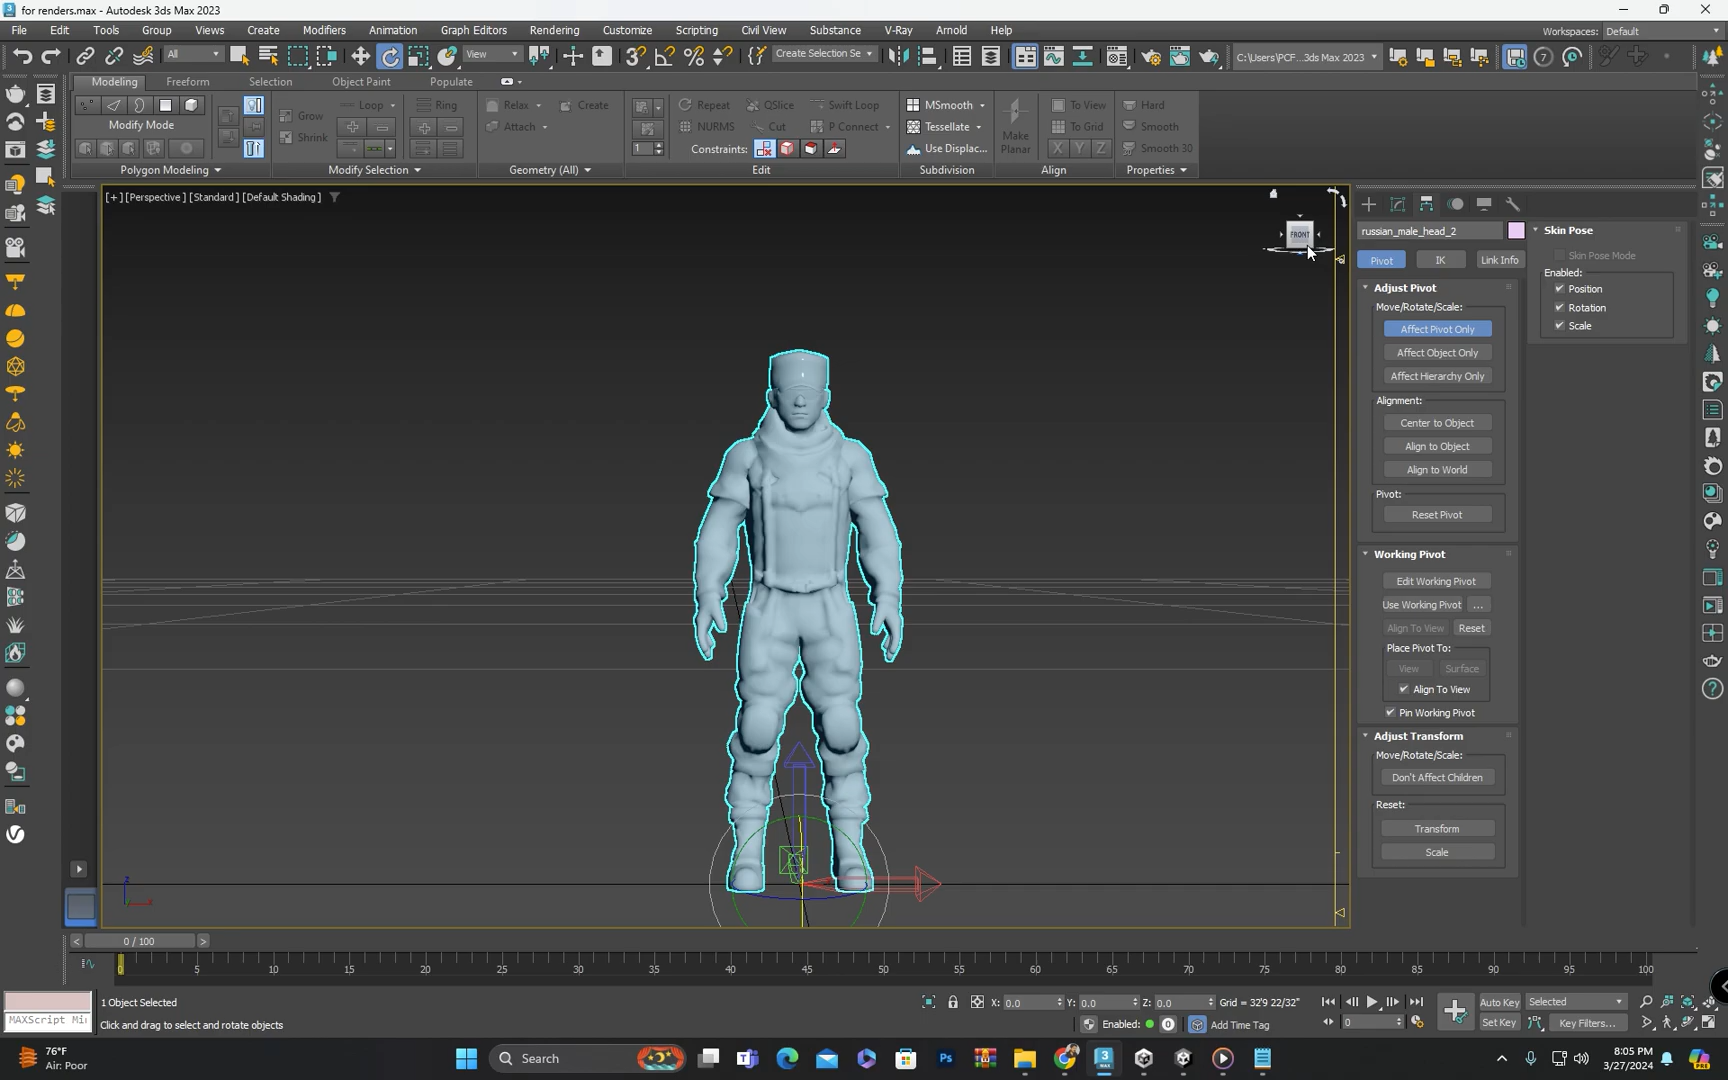 for renders.max - Autodesk 3ds Max 2023
File Edit Tools Group Views Create Modifiers Animation Graph Editors Rendering Customize Scripting Civil View Substance V-Ray Arnold Help Workspaces: Default
All View Create Selection Se C:\Users\PCF...3ds Max 2023
Modeling Freeform Selection Object Paint Populate
Loop Ring Relax Create Repeat QSlice Swift Loop MSmooth To View Hard
Modify Mode Grow Attach NURMS Cut P Connect Tessellate Make To Grid Smooth
Shrink 1 Constraints: Use Displac... Planar X Y Z Smooth 30
Polygon Modeling Modify Selection Geometry (All) Edit Subdivision Align Properties
[+] [Perspective] [Standard] [Default Shading]
FRONT
russian_male_head_2
Pivot IK Link Info
Adjust Pivot
Move/Rotate/Scale:
Affect Pivot Only
Affect Object Only
Affect Hierarchy Only
Alignment:
Center to Object
Align to Object
Align to World
Pivot:
Reset Pivot
Working Pivot
Edit Working Pivot
Use Working Pivot ...
Align To View Reset
Place Pivot To:
View Surface
Align To View
Pin Working Pivot
Adjust Transform
Move/Rotate/Scale:
Don't Affect Children
Reset:
Transform
Scale
Skin Pose
Skin Pose Mode
Enabled:
Position
Rotation
Scale
z
x
< 0 / 100 >
0 5 10 15 20 25 30 35 40 45 50 55 60 65 70 75 80 85 90 95 100
1 Object Selected X: 0.0 Y: 0.0 Z: 0.0 Grid = 32'9 22/32" Auto Key Selected
MAXScript Mi Click and drag to select and rotate objects Enabled: 0 Add Time Tag 0 Set Key Key Filters...
76°F
Air: Poor
Search
8:05 PM
3/27/2024